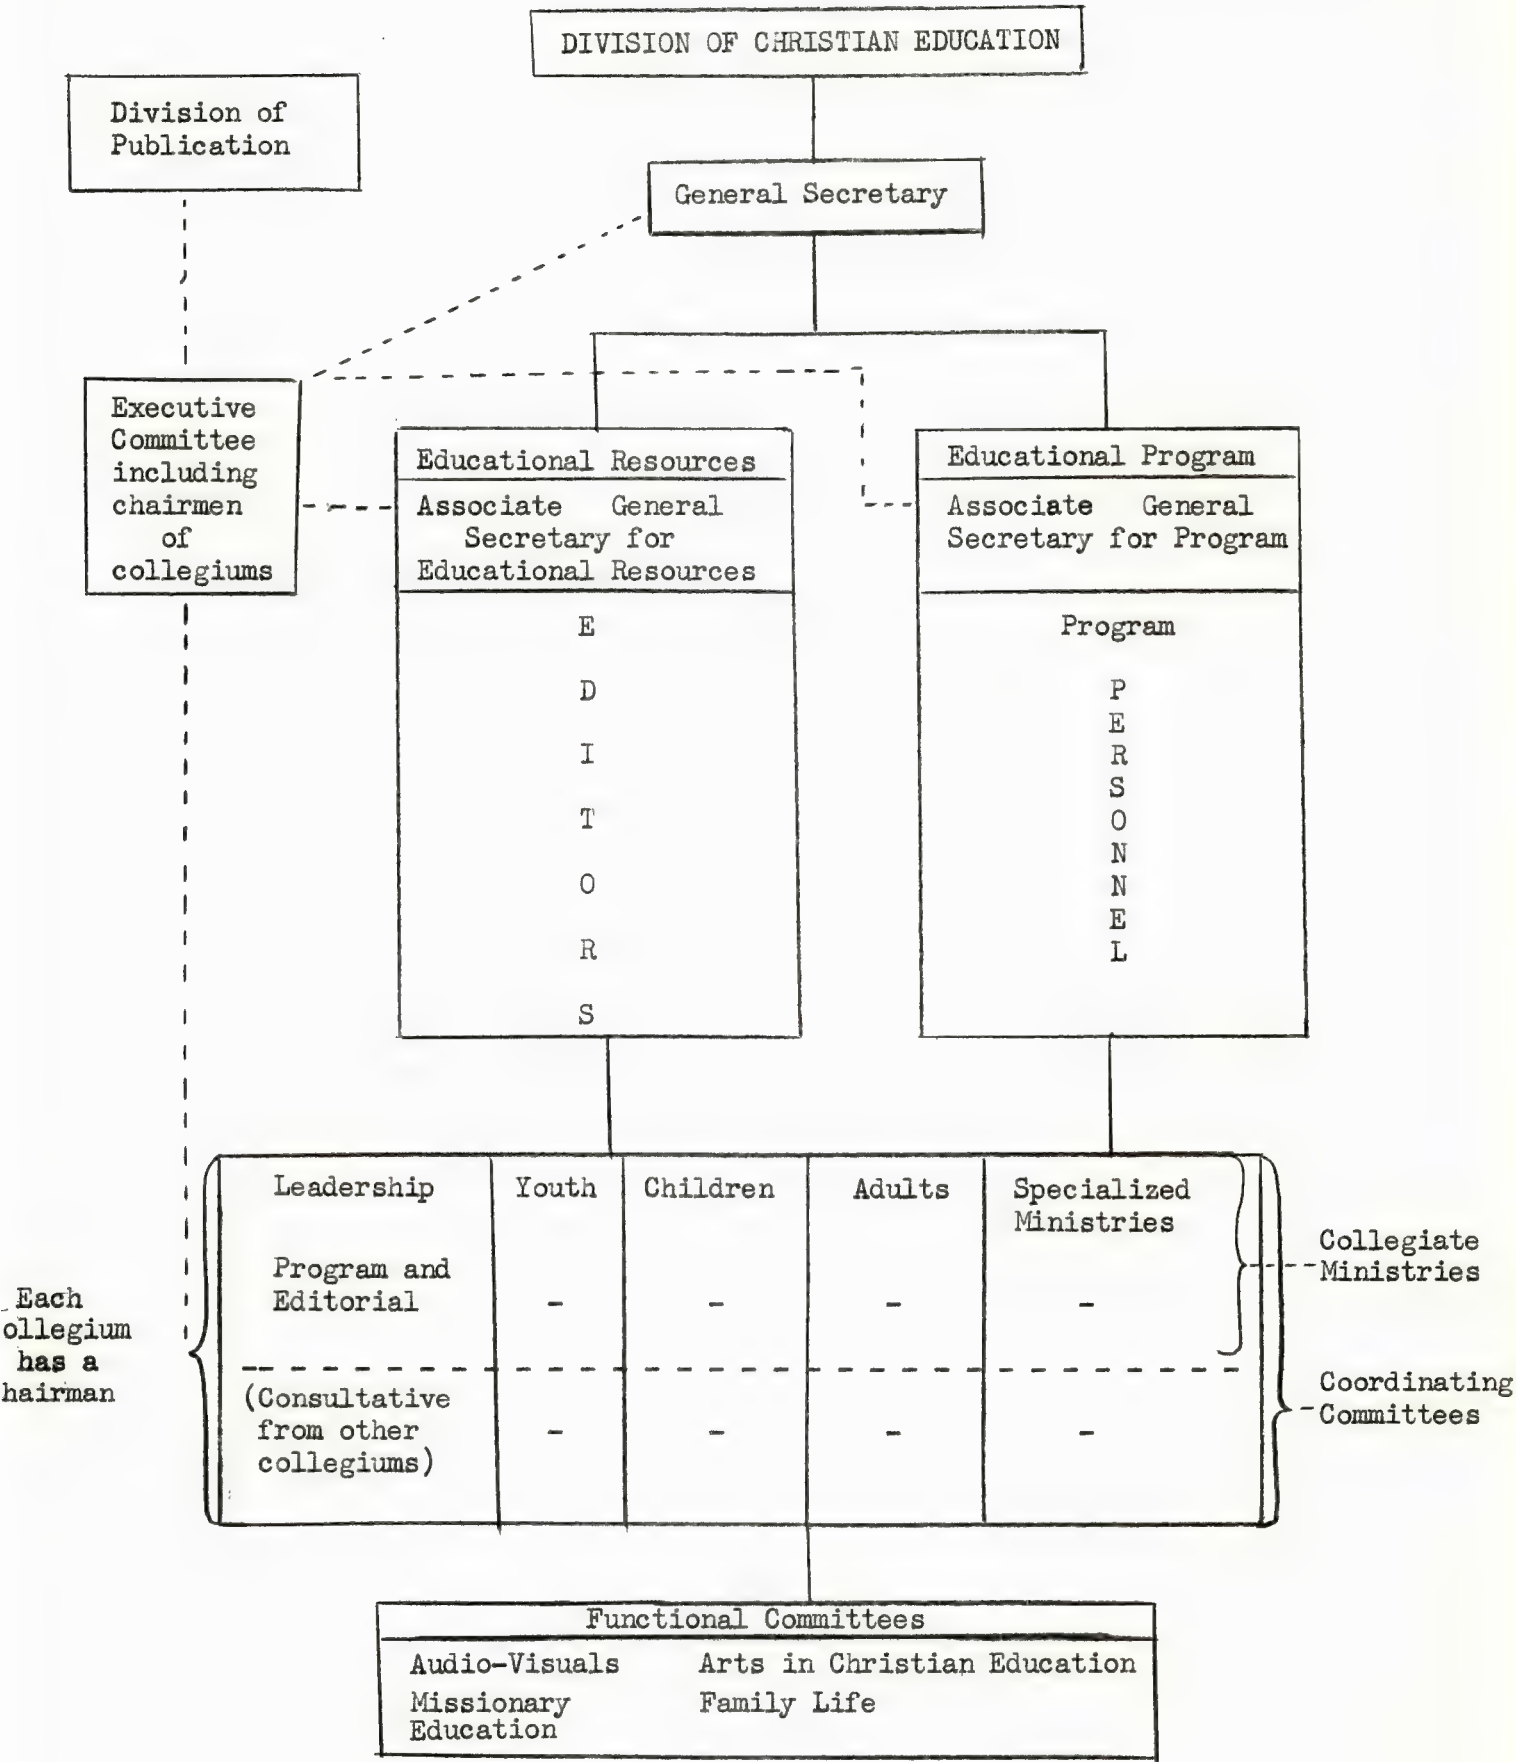 DIVISION OF CHRISTIAN EDUCATION
Division of
Publication
General Secretary
Executive
Committee
including
chairmen
of
collegiums
Educational Resources
Associate General
Secretary for
Educational Resources
E
D
I
T
O
R
S
Educational Program
Associate General
Secretary for Program
Program
P
E
R
S
O
N
N
E
L
Each
ollegium
has a
hairman
Leadership
Program and
Editorial
(Consultative
from other
collegiums)
Youth
-
-
Children
-
-
Adults
-
-
Specialized
Ministries
-
-
Collegiate
Ministries
Coordinating
Committees
Functional Committees
Audio-Visuals
Arts in Christian Education
Missionary
Education
Family Life